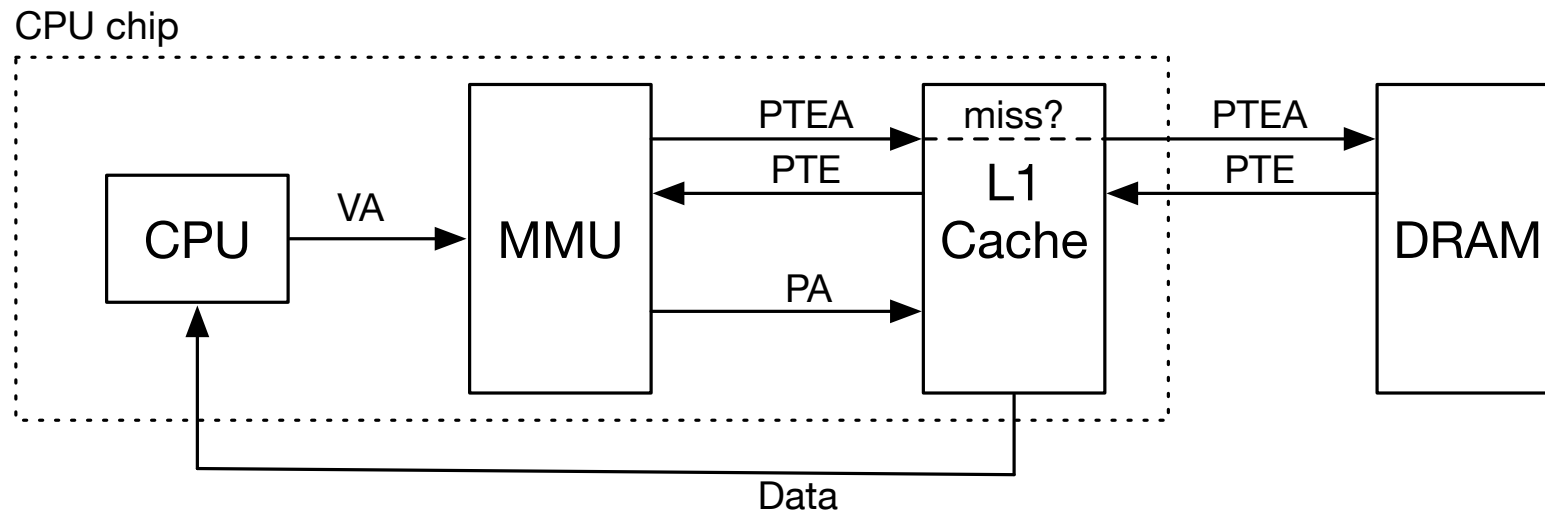 CPU chip
PTEA
miss?
PTEA
PTE
L1
Cache
PTE
VA
CPU
MMU
DRAM
PA
Data